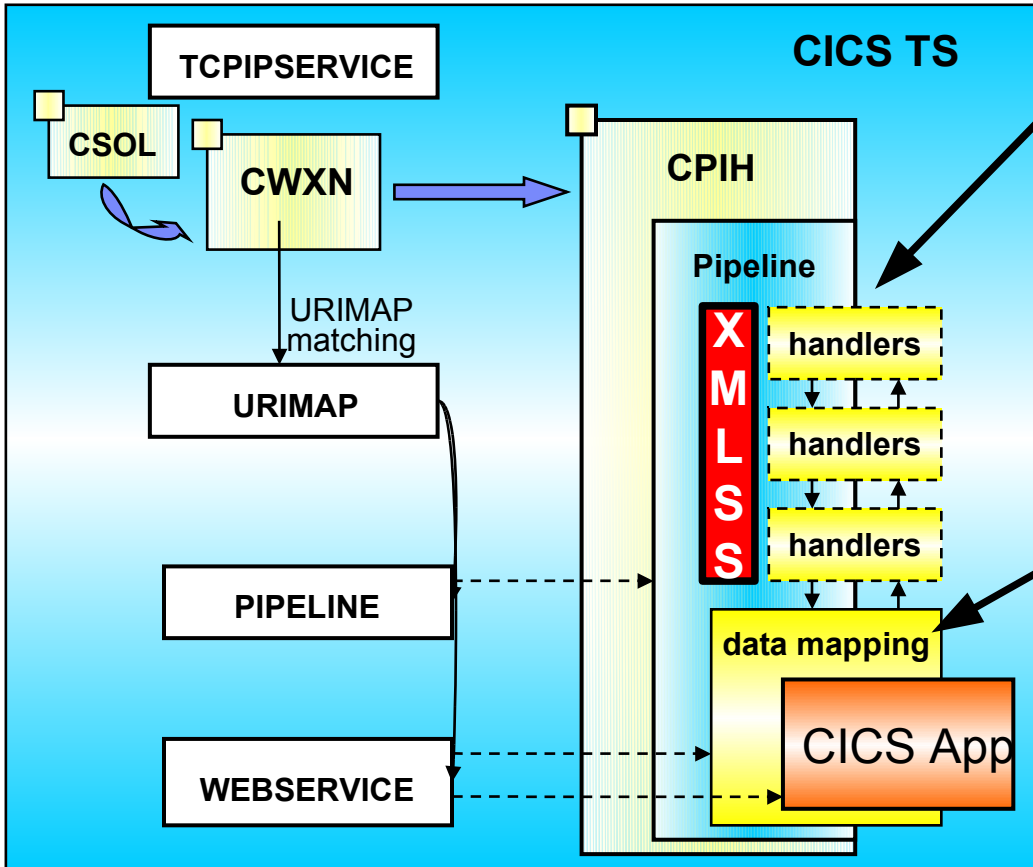 CICS TS
TCPIPSERVICE
CSOL
CWXN
CPIH
URIMAP
matching
URIMAP
PIPELINE
WEBSERVICE
Pipeline
X
M
L
S
S
handlers
handlers
handlers
data mapping
CICS App